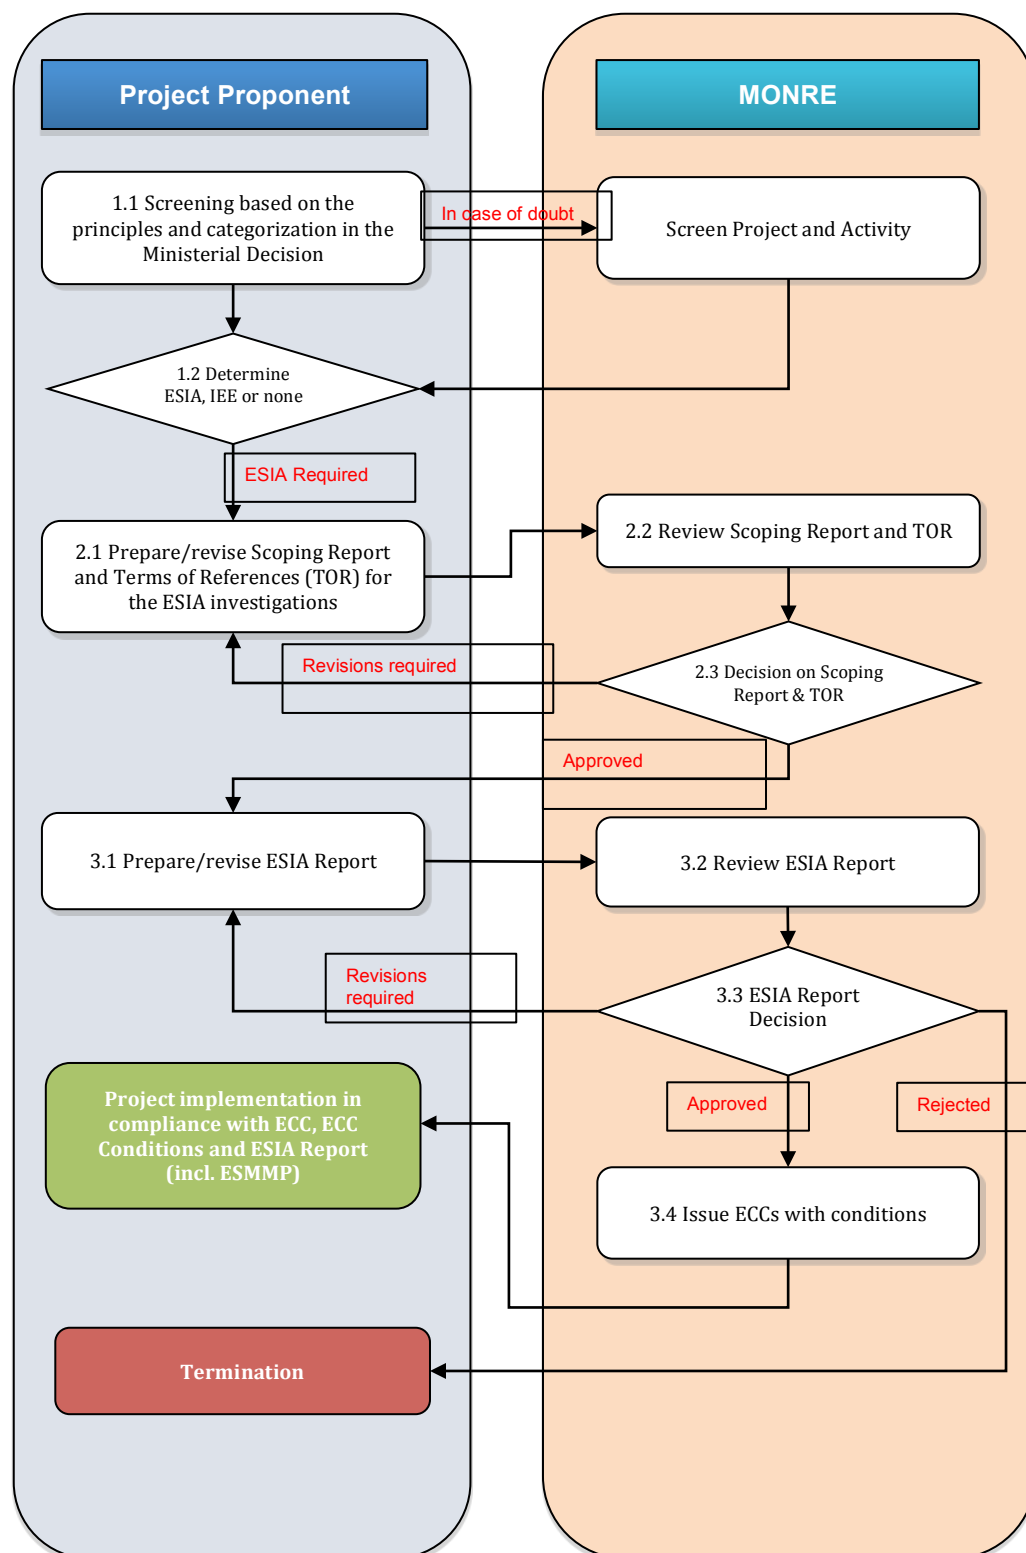 Project Proponent
MONRE
1.1 Screening based on the
principles and categorization in the
Ministerial Decision
In case of doubt
Screen Project and Activity
1.2 Determine
ESIA, IEE or none
ESIA Required
2.1 Prepare/revise Scoping Report
and Terms of References (TOR) for
the ESIA investigations
2.2 Review Scoping Report and TOR
Revisions required
2.3 Decision on Scoping
Report & TOR
Approved
3.1 Prepare/revise ESIA Report
3.2 Review ESIA Report
Revisions
required
3.3 ESIA Report
Decision
Project implementation in
compliance with ECC, ECC
Conditions and ESIA Report
(incl. ESMMP)
Approved
Rejected
3.4 Issue ECCs with conditions
Termination